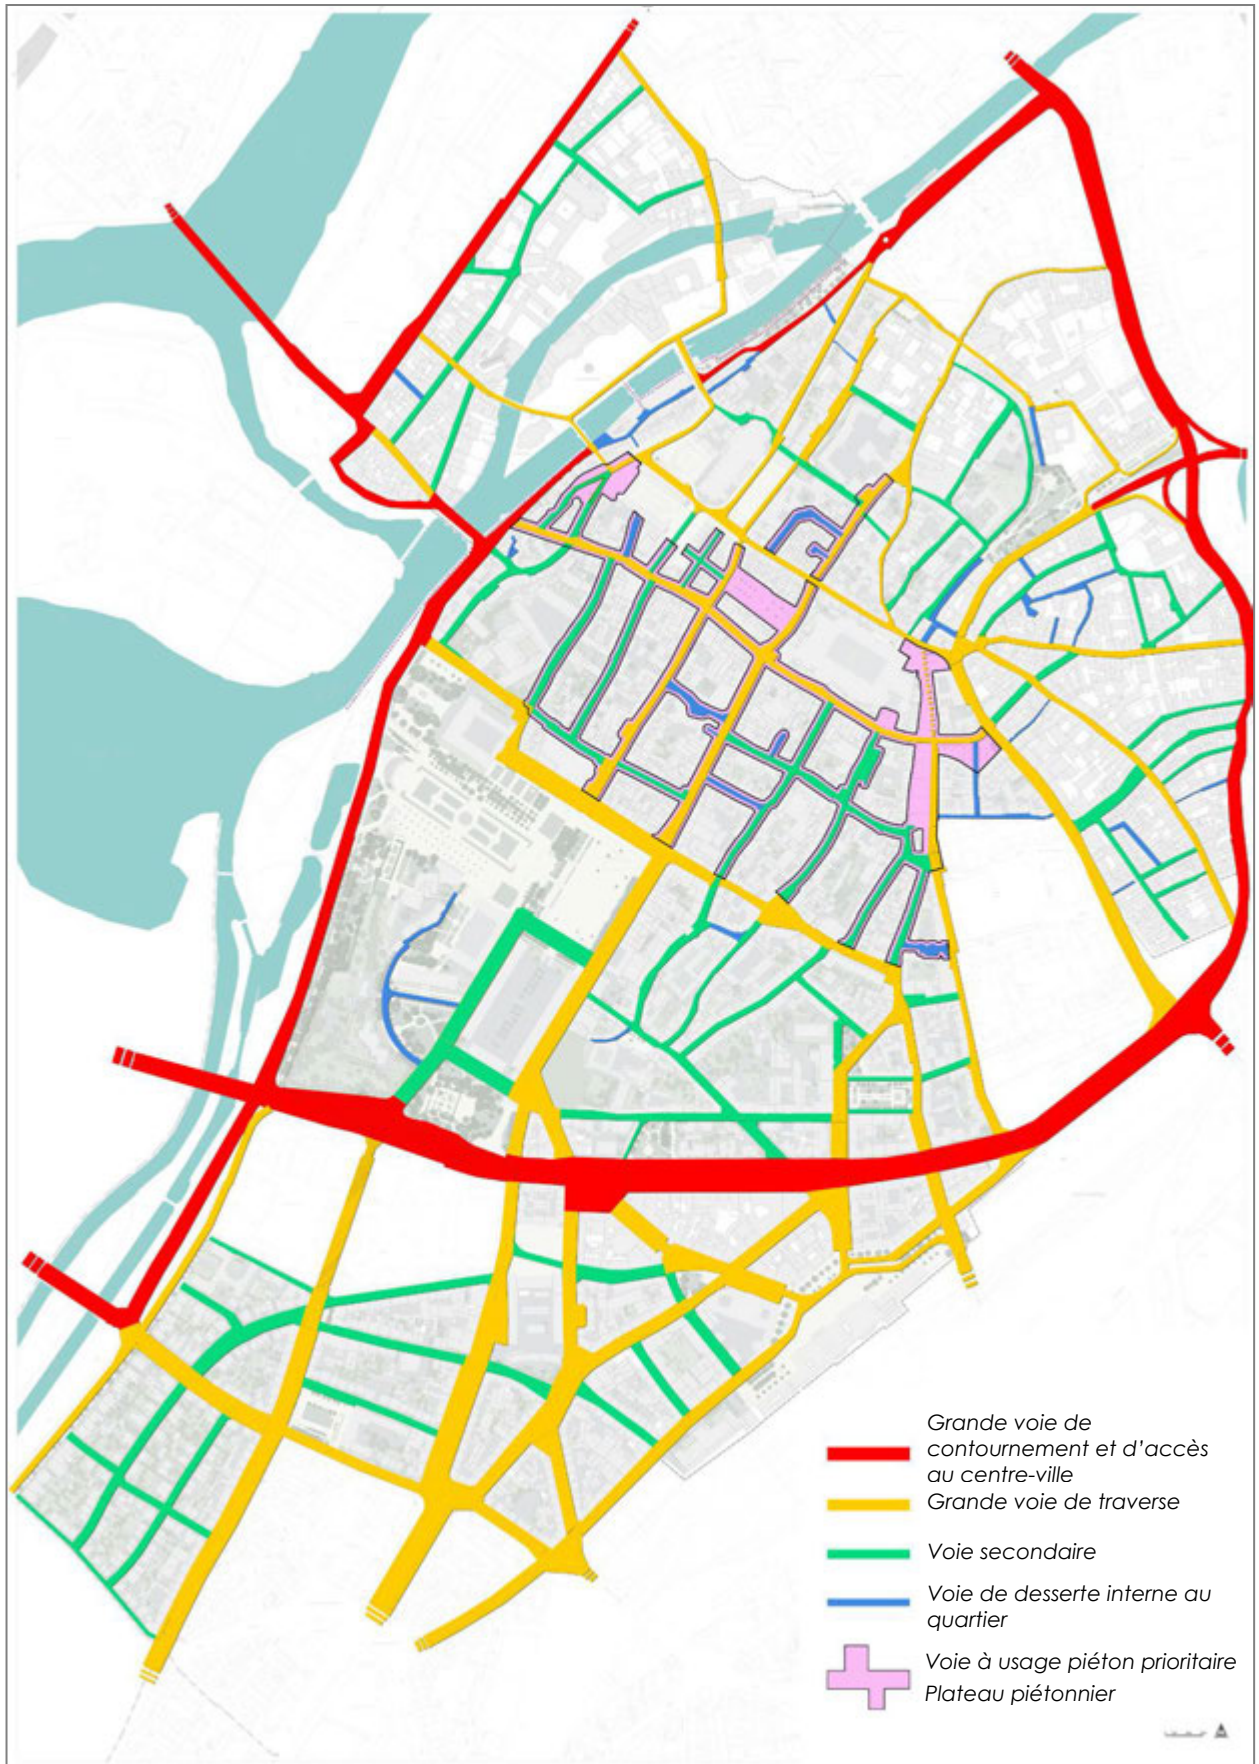 Grande voie de
contournement et d'accès
au centre-ville
Grande voie de traverse
Voie secondaire
Voie de desserte interne au
quartier
Voie à usage piéton prioritaire
Plateau piétonnier